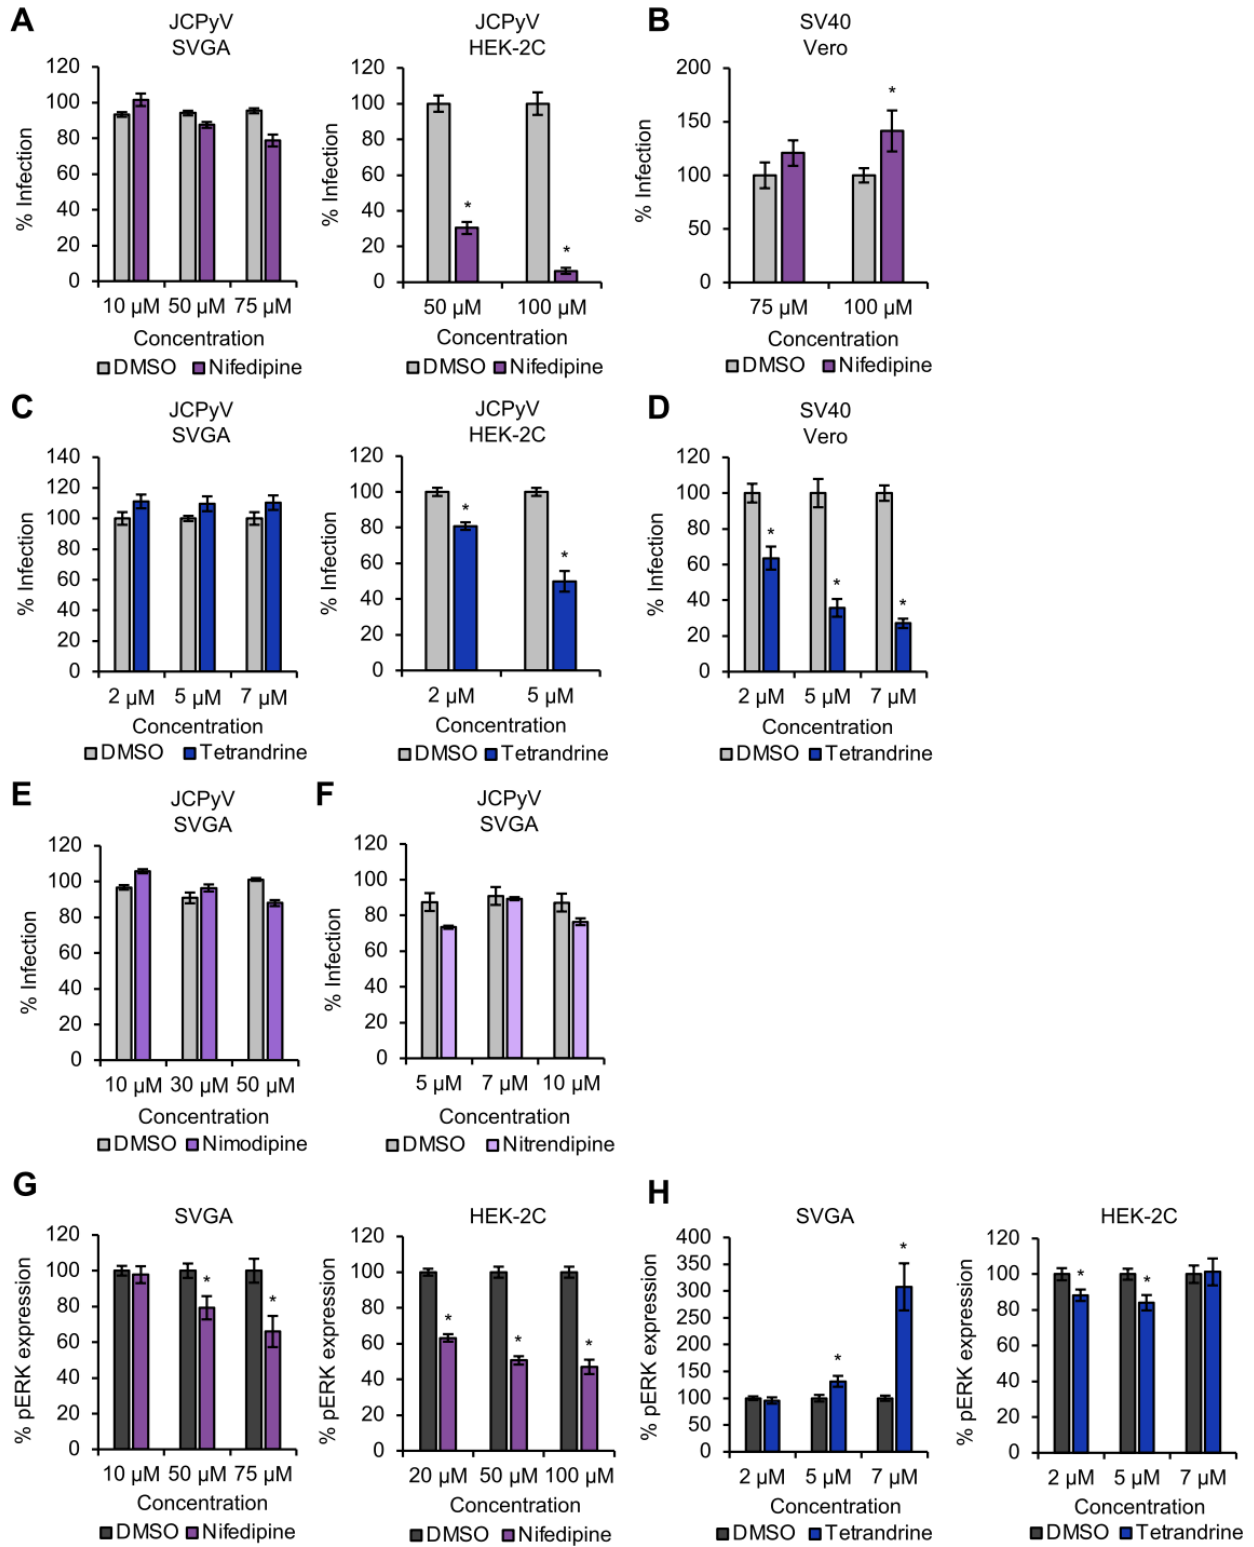 A
JCPyV
SVGA
% Infection
120
100
80
60
40
20
0
10 µM 50 µM 75 µM
Concentration
DMSO Nifedipine
JCPyV
HEK-2C
% Infection
120
100
80
60
40
20
0
*
*
50 µM 100 µM
Concentration
DMSO Nifedipine
B
SV40
Vero
% Infection
200
150
100
50
0
*
75 µM 100 µM
Concentration
DMSO Nifedipine
C
JCPyV
SVGA
% Infection
140
120
100
80
60
40
20
0
2 µM 5 µM 7 µM
Concentration
DMSO Tetrandrine
JCPyV
HEK-2C
% Infection
120
100
80
60
40
20
0
*
*
2 µM 5 µM
Concentration
DMSO Tetrandrine
D
SV40
Vero
% Infection
120
100
80
60
40
20
0
*
*
*
2 µM 5 µM 7 µM
Concentration
DMSO Tetrandrine
E
JCPyV
SVGA
% Infection
120
100
80
60
40
20
0
10 µM 30 µM 50 µM
Concentration
DMSO Nimodipine
F
JCPyV
SVGA
% Infection
120
100
80
60
40
20
0
5 µM 7 µM 10 µM
Concentration
DMSO Nitrendipine
G
SVGA
% pERK expression
120
100
80
60
40
20
0
*
*
10 µM 50 µM 75 µM
Concentration
DMSO Nifedipine
HEK-2C
% pERK expression
120
100
80
60
40
20
0
*
*
*
20 µM 50 µM 100 µM
Concentration
DMSO Nifedipine
H
SVGA
% pERK expression
400
350
300
250
200
150
100
50
0
*
*
2 µM 5 µM 7 µM
Concentration
DMSO Tetrandrine
HEK-2C
% pERK expression
120
100
80
60
40
20
0
*
*
2 µM 5 µM 7 µM
Concentration
DMSO Tetrandrine